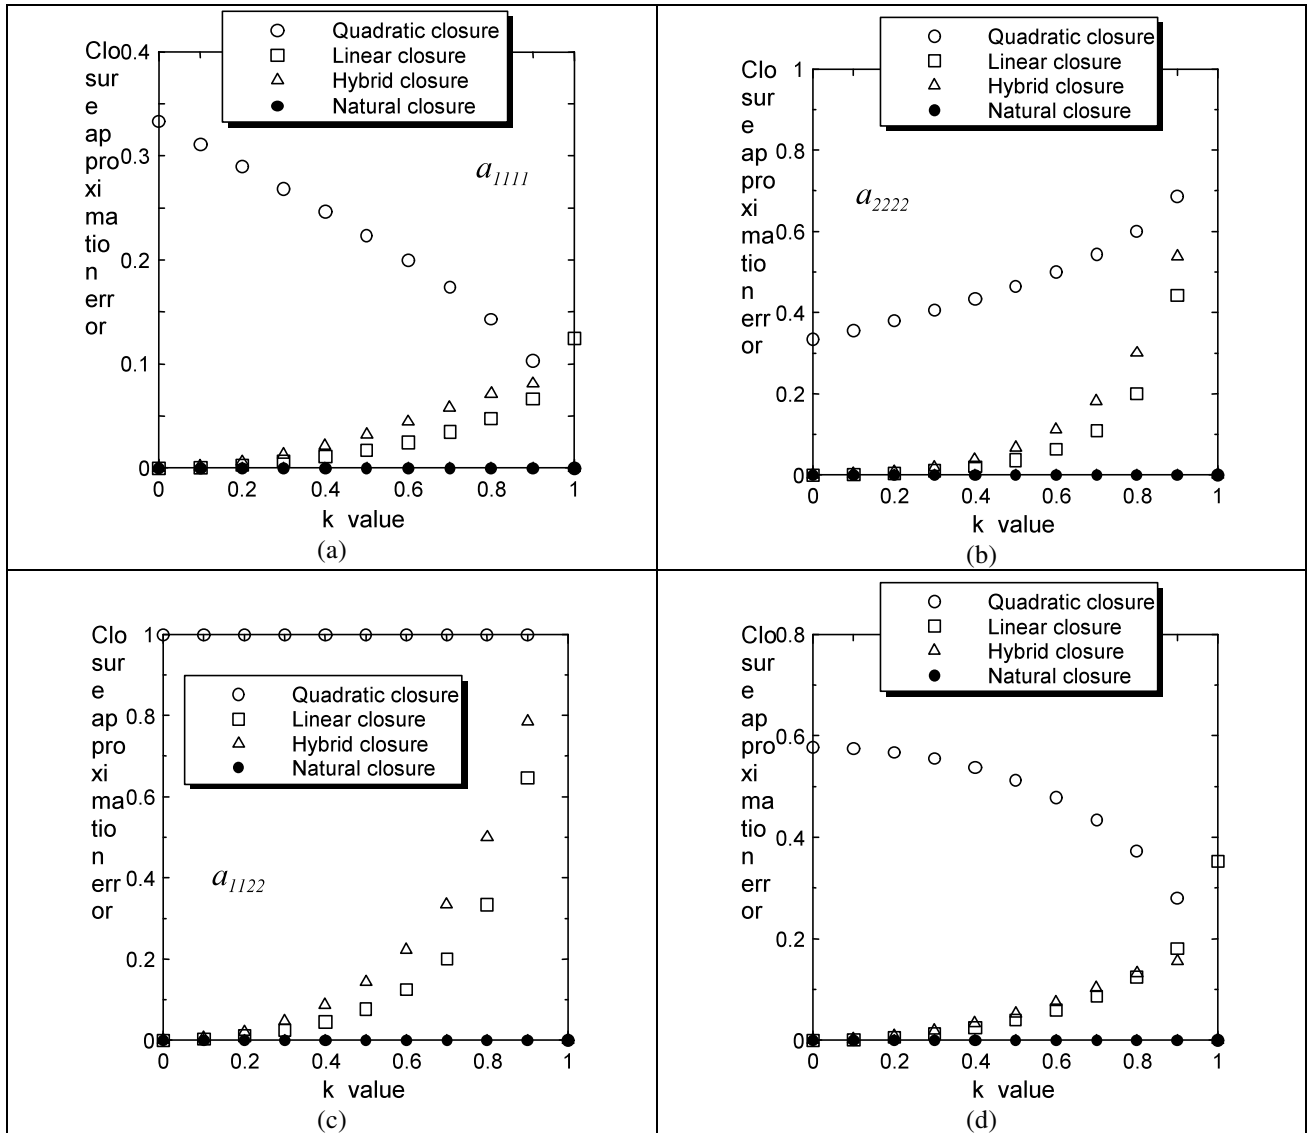 Quadratic closure
Linear closure
Hybrid closure
Natural closure
Clo
sur
e
ap
pro
xi
ma
tio
n
err
or
0.4
0.3
0.2
0.1
0
a1111
0 0.2 0.4 0.6 0.8 1
k value
(a)
Quadratic closure
Linear closure
Hybrid closure
Natural closure
Clo
sur
e
ap
pro
xi
ma
tio
n
err
or
1
0.8
0.6
0.4
0.2
0
a2222
0 0.2 0.4 0.6 0.8 1
k value
(b)
Clo
sur
e
ap
pro
xi
ma
tio
n
err
or
1
0.8
0.6
0.4
0.2
0
Quadratic closure
Linear closure
Hybrid closure
Natural closure
a1122
0 0.2 0.4 0.6 0.8 1
k value
(c)
Quadratic closure
Linear closure
Hybrid closure
Natural closure
Clo
sur
e
ap
pro
xi
ma
tio
n
err
or
0.8
0.6
0.4
0.2
0
0 0.2 0.4 0.6 0.8 1
k value
(d)